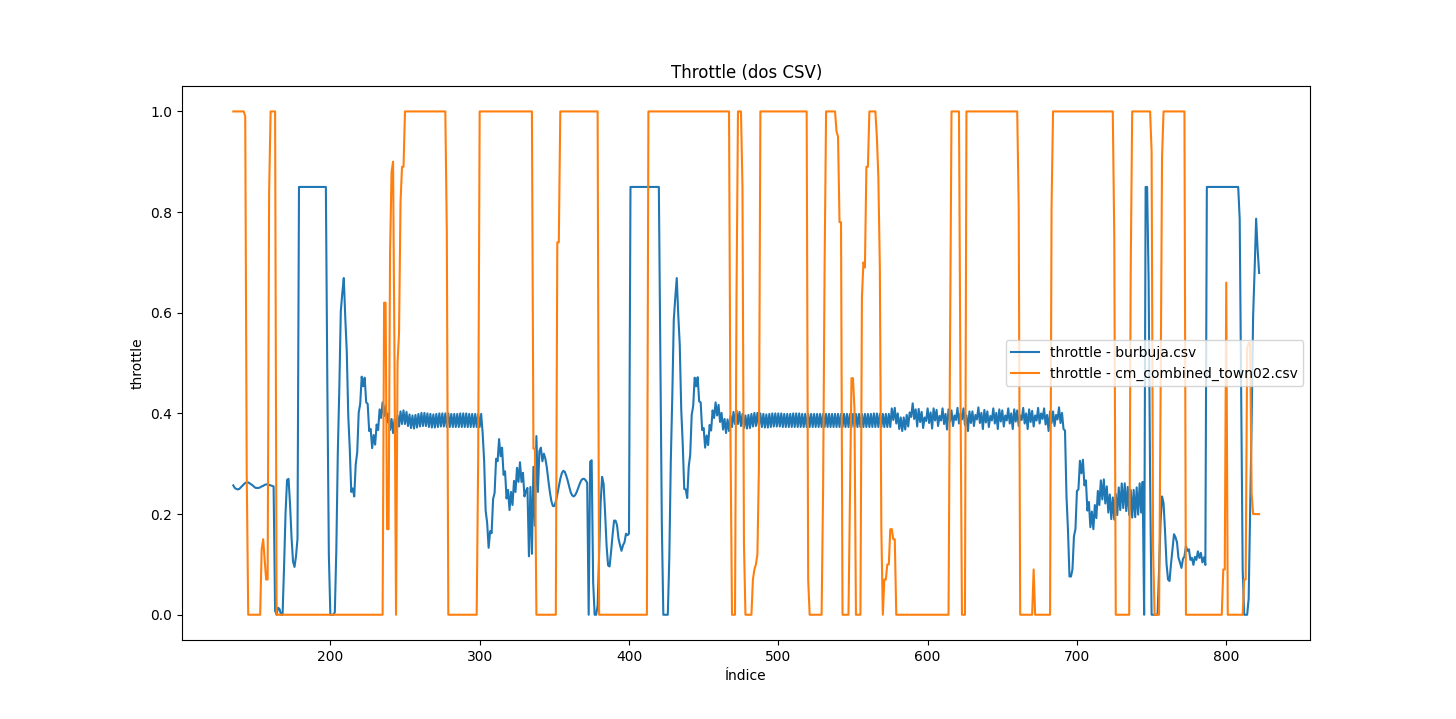 Throttle (dos CSV)
1.0
0.8
0.6
0.4
0.2
0.0
throttle
throttle - burbuja.csv
throttle - cm_combined_town02.csv
200
300
400
500
600
700
800
Índice